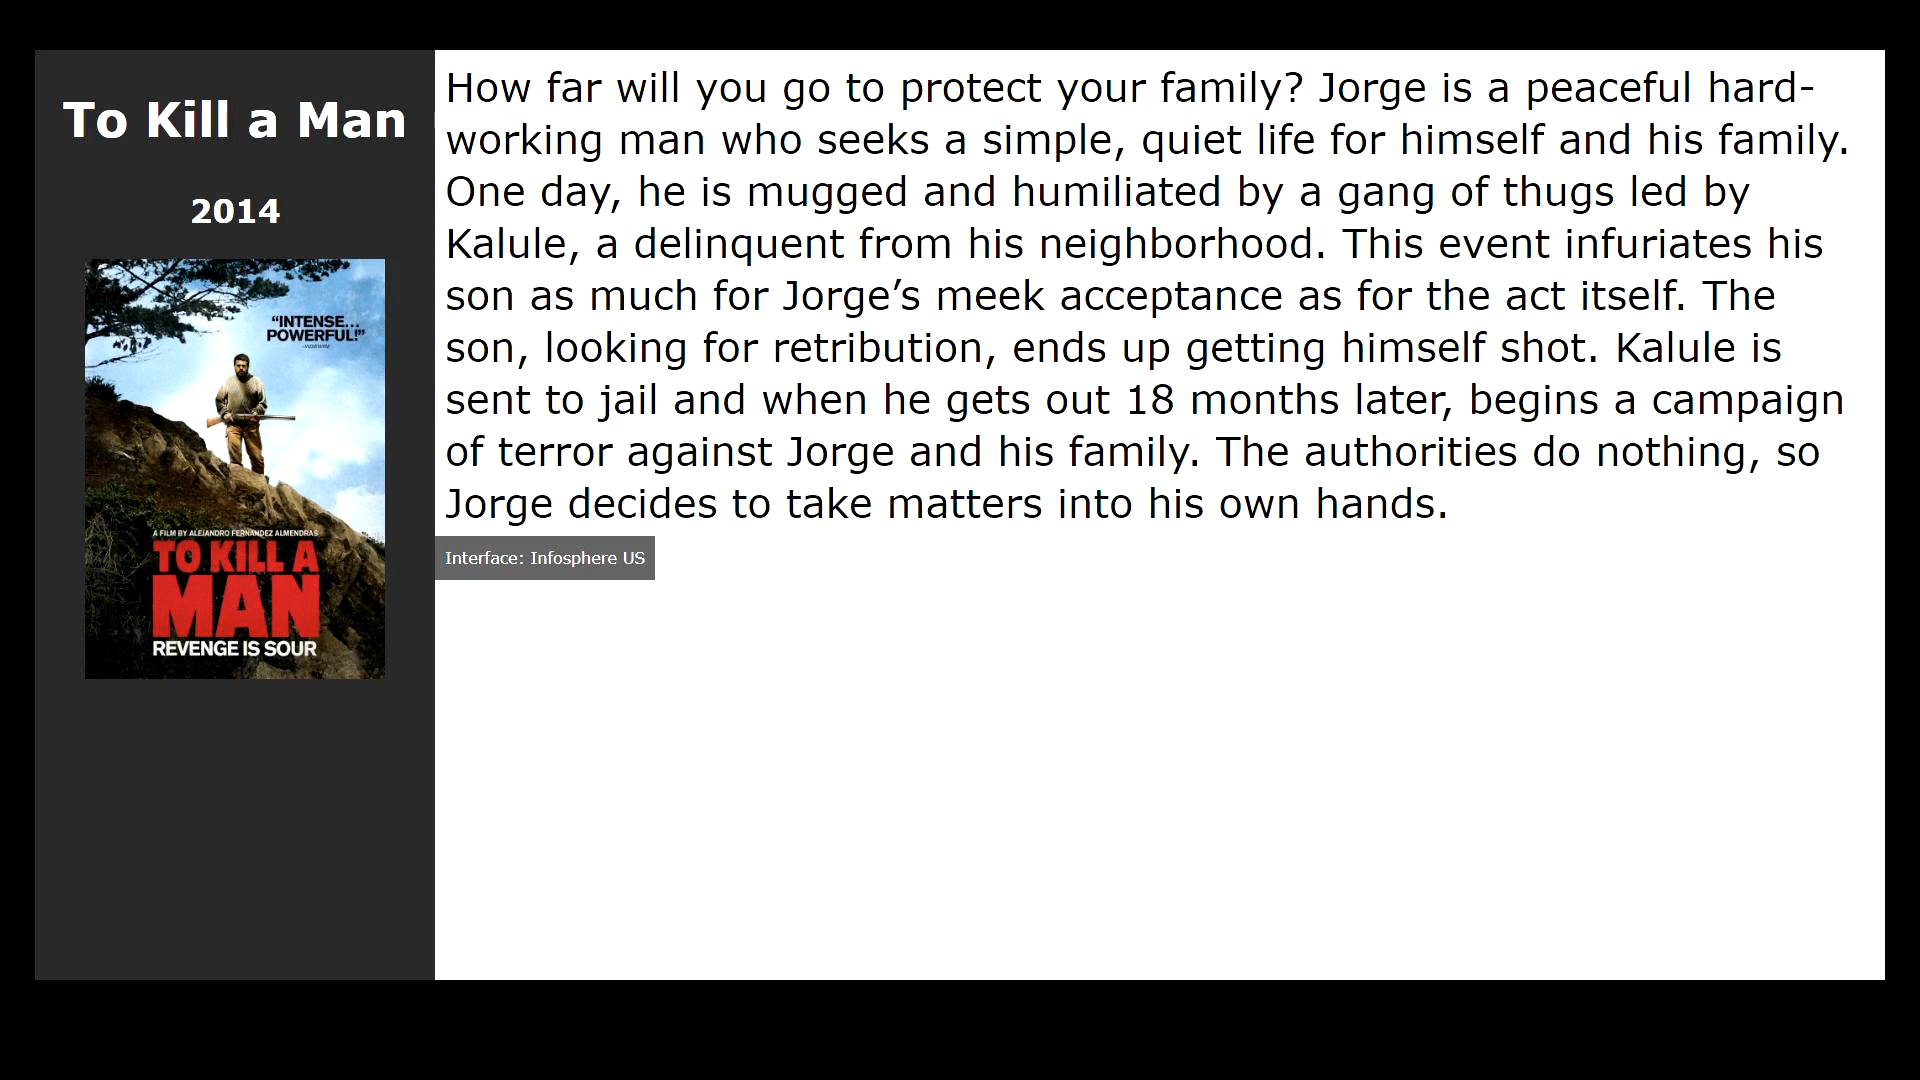 To Kill a Man
2014
“INTENSE...
POWERFUL!”
A FILM BY ALEJANDRO FERNANDEZ ALMENDRAS
TO KILL A
MAN
REVENGE IS SOUR
How far will you go to protect your family? Jorge is a peaceful hard-
working man who seeks a simple, quiet life for himself and his family.
One day, he is mugged and humiliated by a gang of thugs led by
Kalule, a delinquent from his neighborhood. This event infuriates his
son as much for Jorge’s meek acceptance as for the act itself. The
son, looking for retribution, ends up getting himself shot. Kalule is
sent to jail and when he gets out 18 months later, begins a campaign
of terror against Jorge and his family. The authorities do nothing, so
Jorge decides to take matters into his own hands.
Interface: Infosphere US